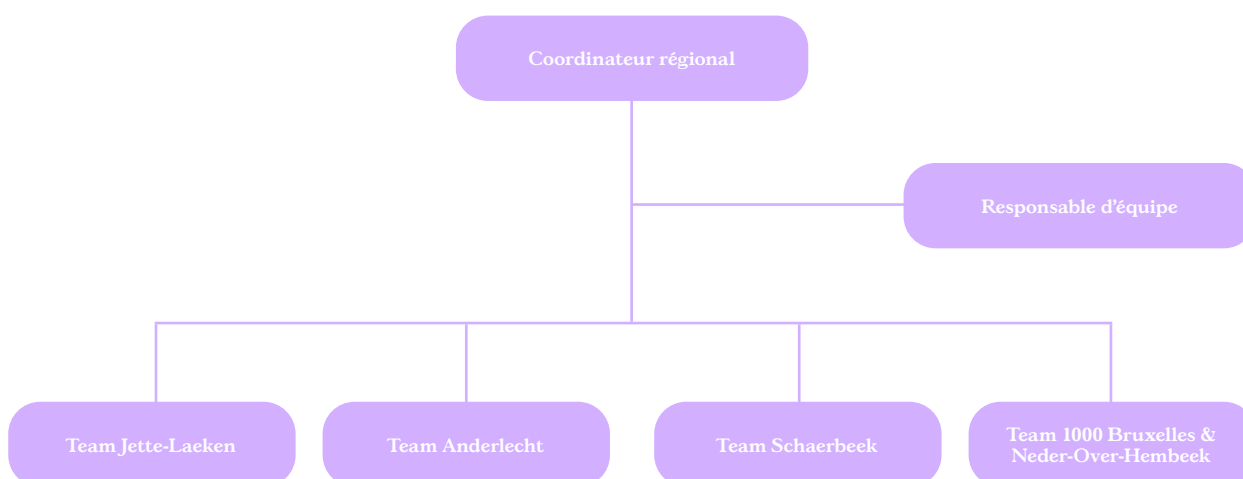 Coordinateur régional
Responsable d'équipe
Team Jette-Laeken
Team Anderlecht
Team Schaerbeek
Team 1000 Bruxelles &
Neder-Over-Hembeek